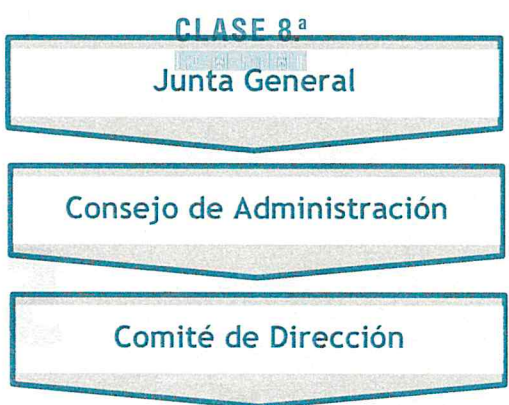 CLASE 8.ª
Junta General
Consejo de Administración
Comité de Dirección